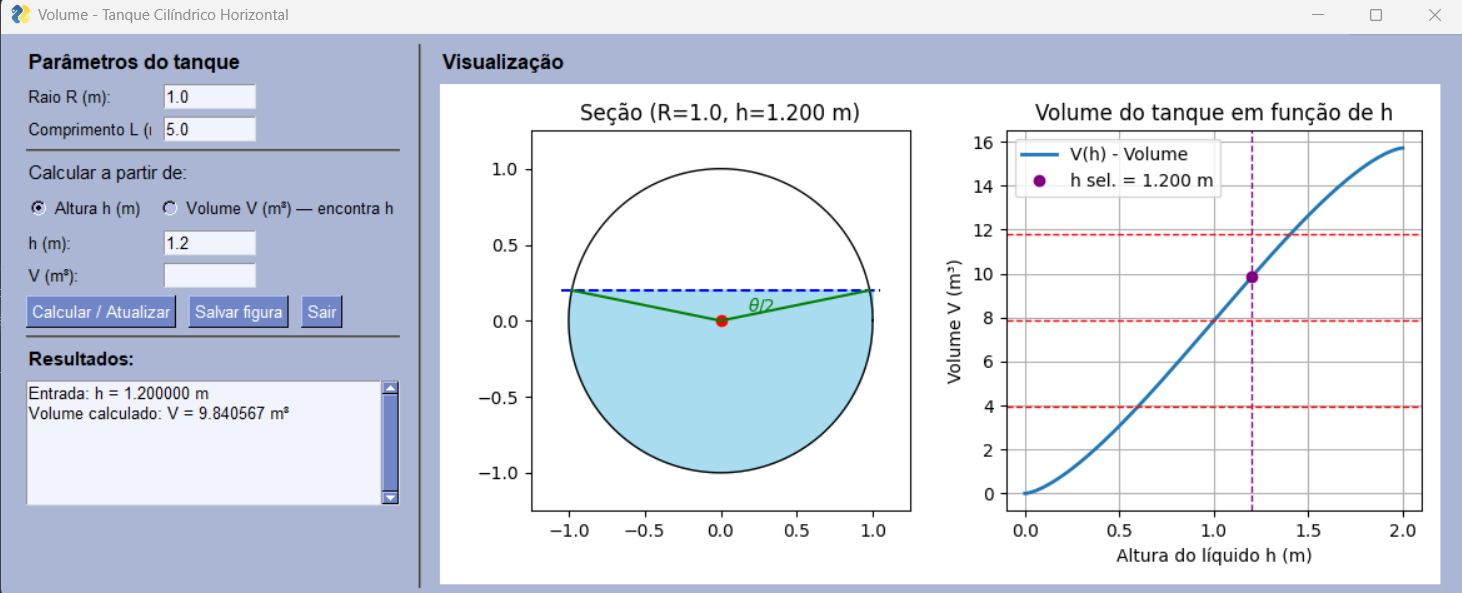 Volume - Tanque Cilíndrico Horizontal
Parâmetros do tanque
Raio R (m): 1.0
Comprimento L (ı 5.0
Calcular a partir de:
Altura h (m) Volume V (m³) — encontra h
h (m): 1.2
V (m³):
Calcular / Atualizar Salvar figura Sair
Resultados:
Entrada: h = 1.200000 m
Volume calculado: V = 9.840567 m³
Visualização
Seção (R=1.0, h=1.200 m)
1.0
0.5
0.0
−0.5
−1.0
θ/2
−1.0 −0.5 0.0 0.5 1.0
Volume do tanque em função de h
V(h) - Volume
h sel. = 1.200 m
Volume V (m³)
16
14
12
10
8
6
4
2
0
0.0 0.5 1.0 1.5 2.0
Altura do líquido h (m)